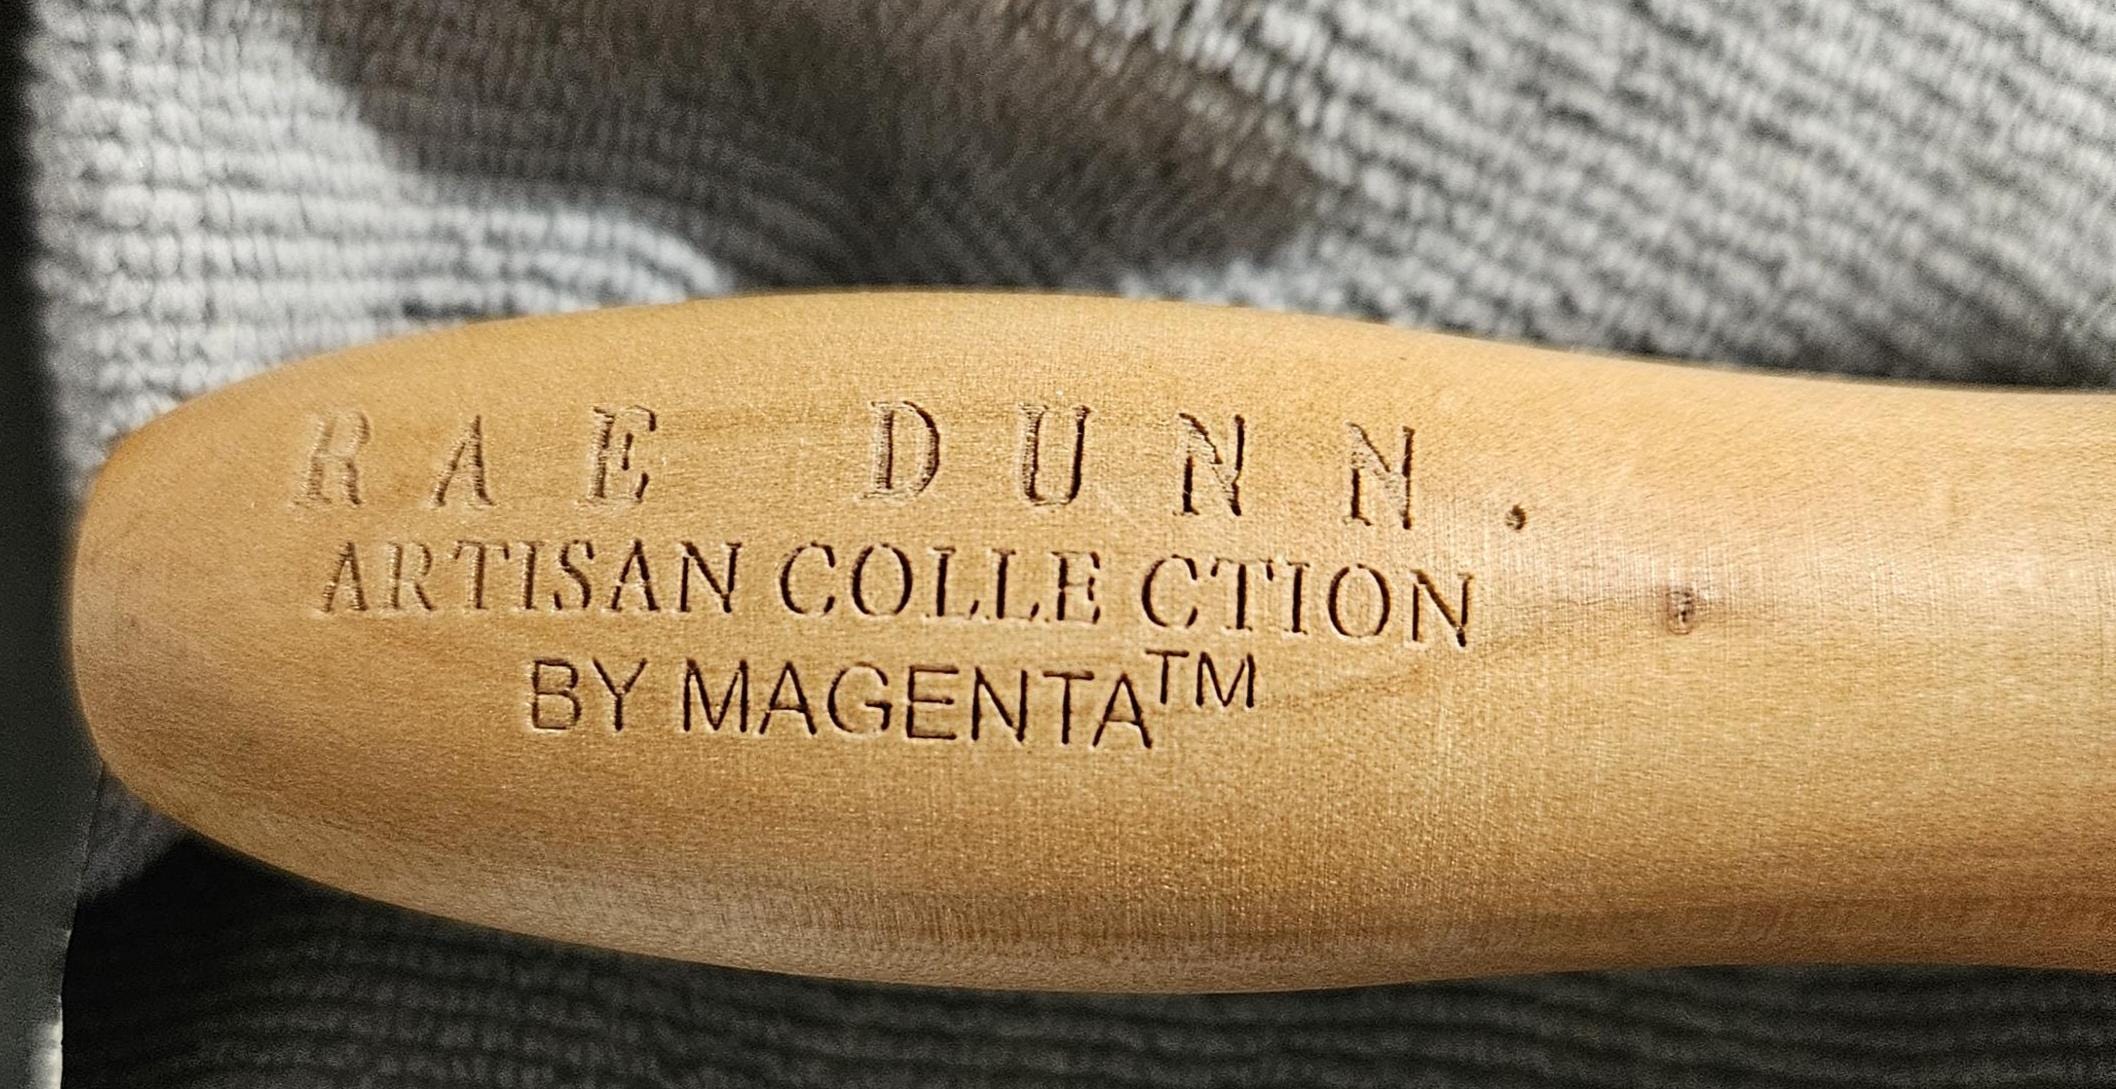 RAE DUNN.
ARTISAN COLLECTION
BY MAGENTA™